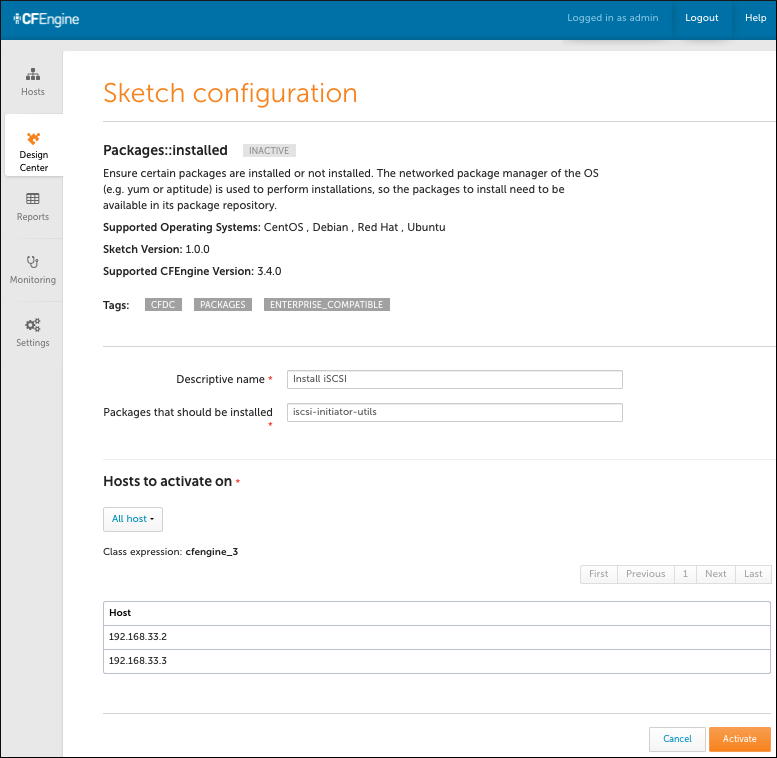 CFEngine
Logged in as admin
Logout
Help
Hosts
Design
Center
Reports
Monitoring
Settings
Sketch configuration
Packages::installed INACTIVE
Ensure certain packages are installed or not installed. The networked package manager of the OS
(e.g. yum or aptitude) is used to perform installations, so the packages to install need to be
available in its package repository.
Supported Operating Systems: CentOS , Debian , Red Hat , Ubuntu
Sketch Version: 1.0.0
Supported CFEngine Version: 3.4.0
Tags: CFDC PACKAGES ENTERPRISE_COMPATIBLE
Descriptive name * Install iSCSI
Packages that should be installed iscsi-initiator-utils
*
Hosts to activate on *
All host
Class expression: cfengine_3
First Previous 1 Next Last
Host
192.168.33.2
192.168.33.3
Cancel Activate